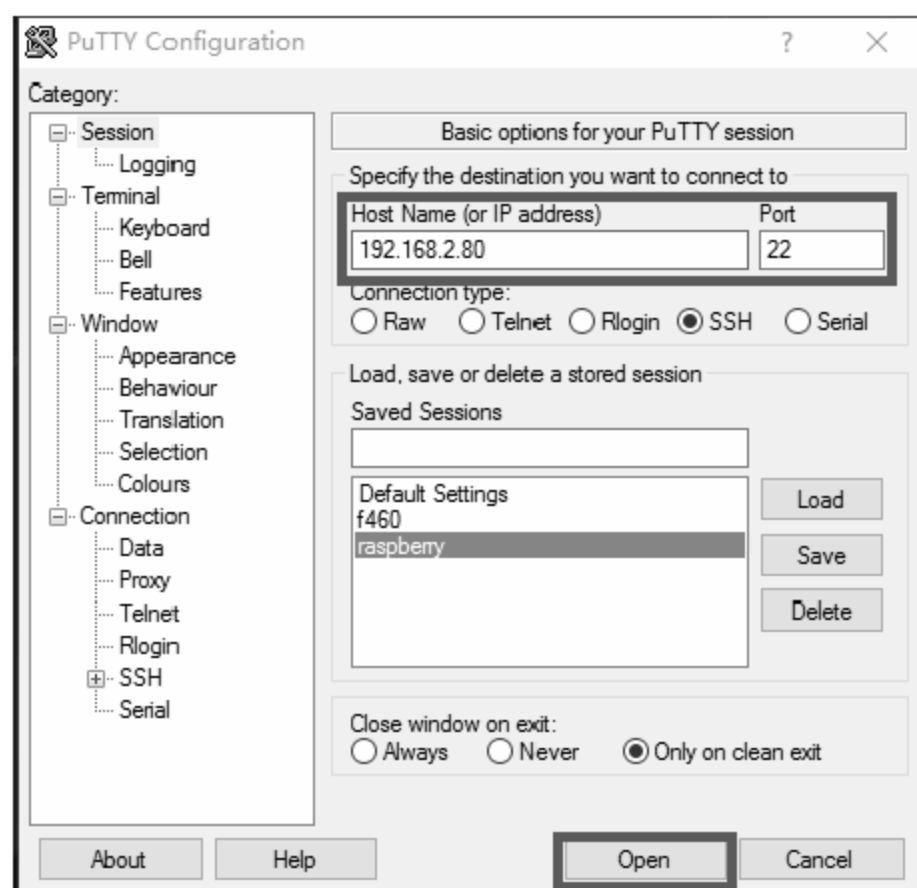 PuTTY Configuration ? ×
Category:
Session
Logging
Terminal
Keyboard
Bell
Features
Window
Appearance
Behaviour
Translation
Selection
Colours
Connection
Data
Proxy
Telnet
Rlogin
SSH
Serial
Basic options for your PuTTY session
Specify the destination you want to connect to
Host Name (or IP address) Port
192.168.2.80 22
Connection type:
Raw Telnet Rlogin SSH Serial
Load, save or delete a stored session
Saved Sessions
Default Settings
f460
raspberry
Load
Save
Delete
Close window on exit:
Always Never Only on clean exit
About Help Open Cancel